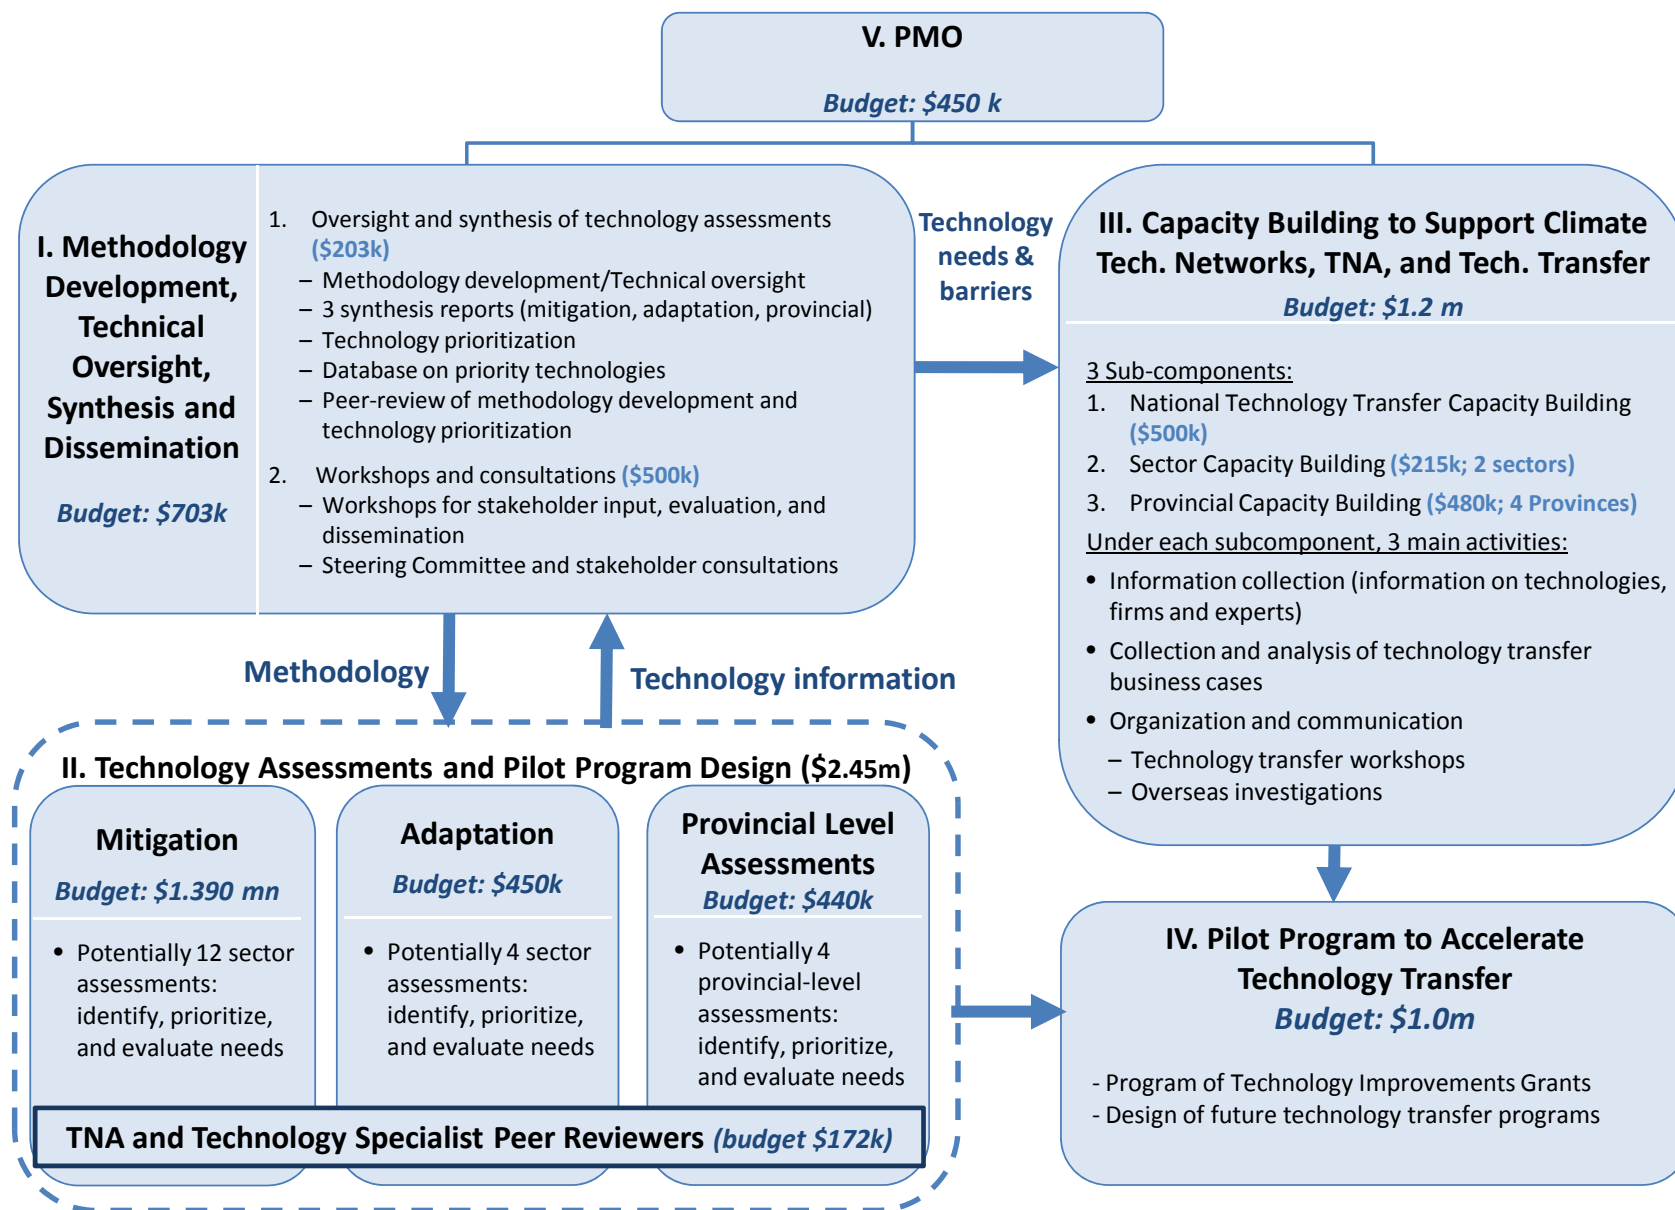 V. PMO
Budget: $450 k
I. Methodology
Development,
Technical
Oversight,
Synthesis and
Dissemination
Budget: $703k
1. Oversight and synthesis of technology assessments
($203k)
– Methodology development/Technical oversight
– 3 synthesis reports (mitigation, adaptation, provincial)
– Technology prioritization
– Database on priority technologies
– Peer-review of methodology development and
technology prioritization
2. Workshops and consultations ($500k)
– Workshops for stakeholder input, evaluation, and
dissemination
– Steering Committee and stakeholder consultations
Technology
needs &
barriers
III. Capacity Building to Support Climate
Tech. Networks, TNA, and Tech. Transfer
Budget: $1.2 m
3 Sub-components:
1. National Technology Transfer Capacity Building
($500k)
2. Sector Capacity Building ($215k; 2 sectors)
3. Provincial Capacity Building ($480k; 4 Provinces)
Under each subcomponent, 3 main activities:
• Information collection (information on technologies,
firms and experts)
• Collection and analysis of technology transfer
business cases
• Organization and communication
– Technology transfer workshops
– Overseas investigations
Methodology
Technology information
II. Technology Assessments and Pilot Program Design ($2.45m)
Mitigation
Budget: $1.390 mn
• Potentially 12 sector
assessments:
identify, prioritize,
and evaluate needs
Adaptation
Budget: $450k
• Potentially 4 sector
assessments:
identify, prioritize,
and evaluate needs
Provincial Level
Assessments
Budget: $440k
• Potentially 4
provincial-level
assessments:
identify, prioritize,
and evaluate needs
TNA and Technology Specialist Peer Reviewers (budget $172k)
IV. Pilot Program to Accelerate
Technology Transfer
Budget: $1.0m
- Program of Technology Improvements Grants
- Design of future technology transfer programs